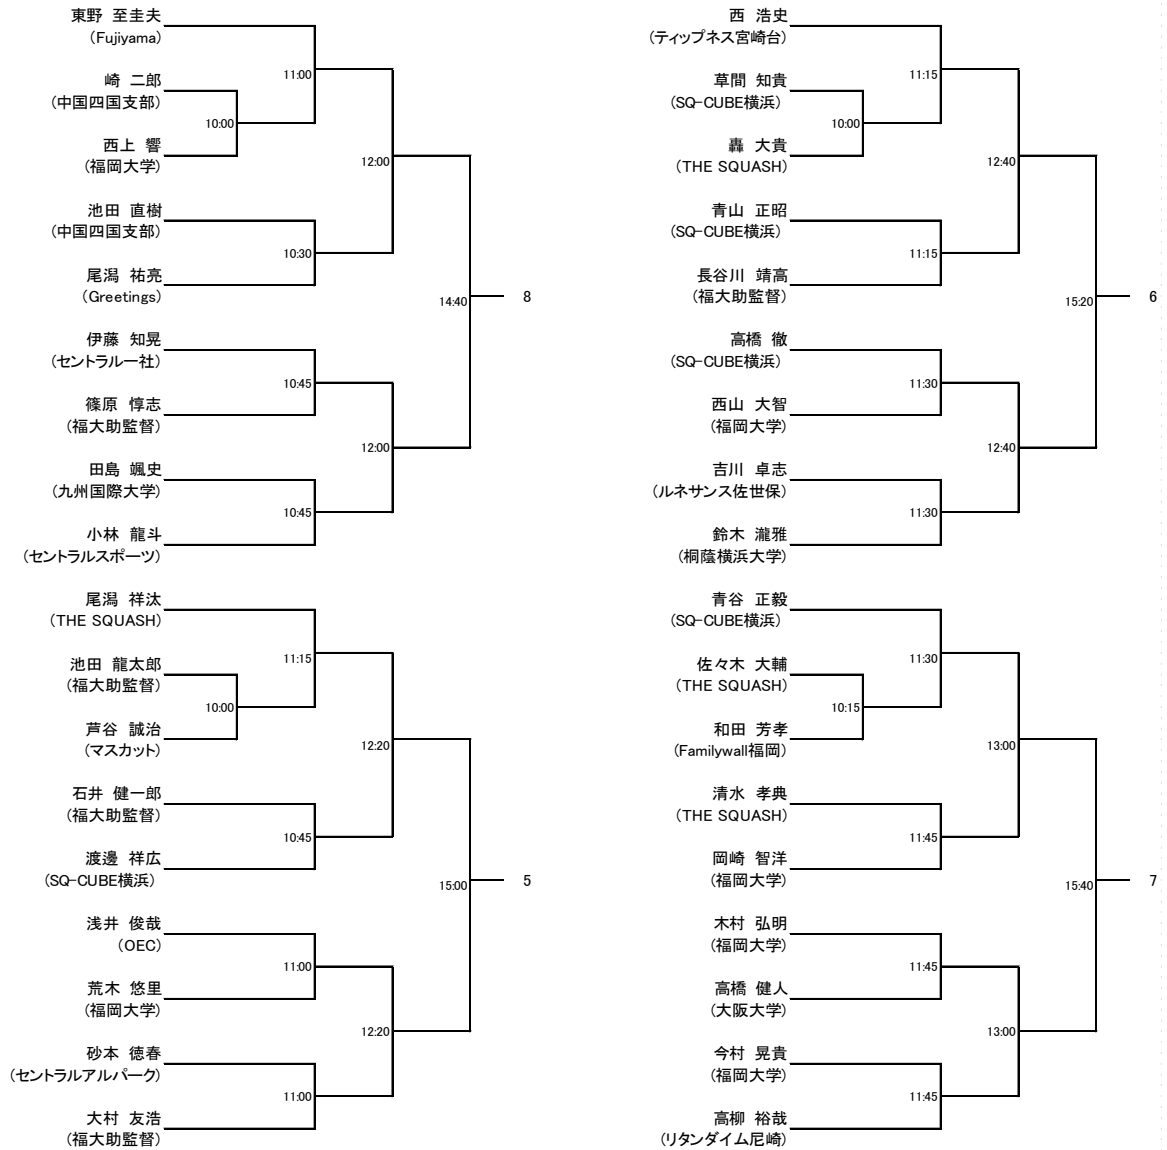 東野 至圭夫
(Fujiyama)
11:00
崎 二郎
(中国四国支部)
10:00
西上 響
(福岡大学)
12:00
池田 直樹
(中国四国支部)
10:30
尾潟 祐亮
(Greetings)
14:40
8
伊藤 知晃
(セントラル一社)
10:45
篠原 惇志
(福大助監督)
12:00
田島 颯史
(九州国際大学)
10:45
小林 龍斗
(セントラルスポーツ)
尾潟 祥汰
(THE SQUASH)
11:15
池田 龍太郎
(福大助監督)
10:00
芦谷 誠治
(マスカット)
12:20
石井 健一郎
(福大助監督)
10:45
渡邊 祥広
(SQ-CUBE横浜)
15:00
5
浅井 俊哉
(OEC)
11:00
荒木 悠里
(福岡大学)
12:20
砂本 徳春
(セントラルアルパーク)
11:00
大村 友浩
(福大助監督)
西 浩史
(ティップネス宮崎台)
11:15
草間 知貴
(SQ-CUBE横浜)
10:00
轟 大貴
(THE SQUASH)
12:40
青山 正昭
(SQ-CUBE横浜)
11:15
長谷川 靖高
(福大助監督)
15:20
6
高橋 徹
(SQ-CUBE横浜)
11:30
西山 大智
(福岡大学)
12:40
吉川 卓志
(ルネサンス佐世保)
11:30
鈴木 瀧雅
(桐蔭横浜大学)
青谷 正毅
(SQ-CUBE横浜)
11:30
佐々木 大輔
(THE SQUASH)
10:15
和田 芳孝
(Familywall福岡)
13:00
清水 孝典
(THE SQUASH)
11:45
岡崎 智洋
(福岡大学)
15:40
7
木村 弘明
(福岡大学)
11:45
高橋 健人
(大阪大学)
13:00
今村 晃貴
(福岡大学)
11:45
高柳 裕哉
(リタンダイム尼崎)